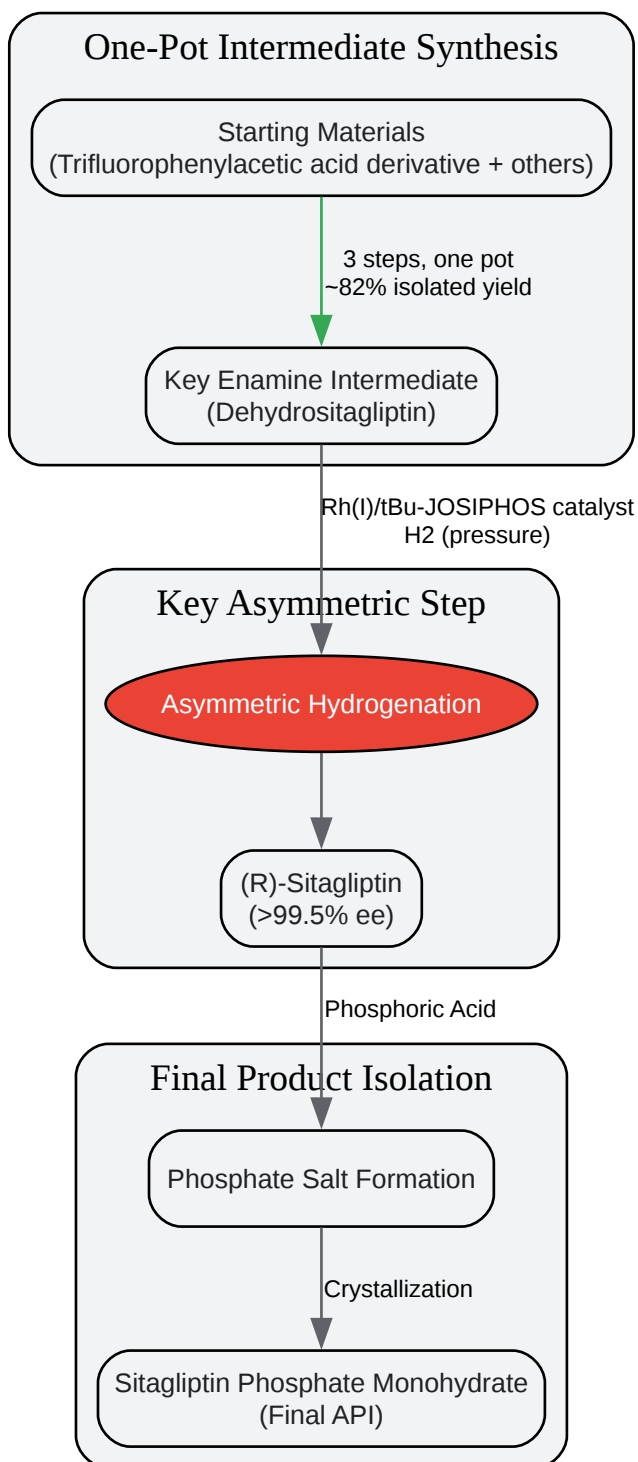 One-Pot Intermediate Synthesis
Starting Materials
(Trifluorophenylacetic acid derivative + others)
3 steps, one pot
~82% isolated yield
Key Enamine Intermediate
(Dehydrositagliptin)
Rh(I)/tBu-JOSIPHOS catalyst
H2 (pressure)
Key Asymmetric Step
Asymmetric Hydrogenation
(R)-Sitagliptin
(>99.5% ee)
Phosphoric Acid
Final Product Isolation
Phosphate Salt Formation
Crystallization
Sitagliptin Phosphate Monohydrate
(Final API)